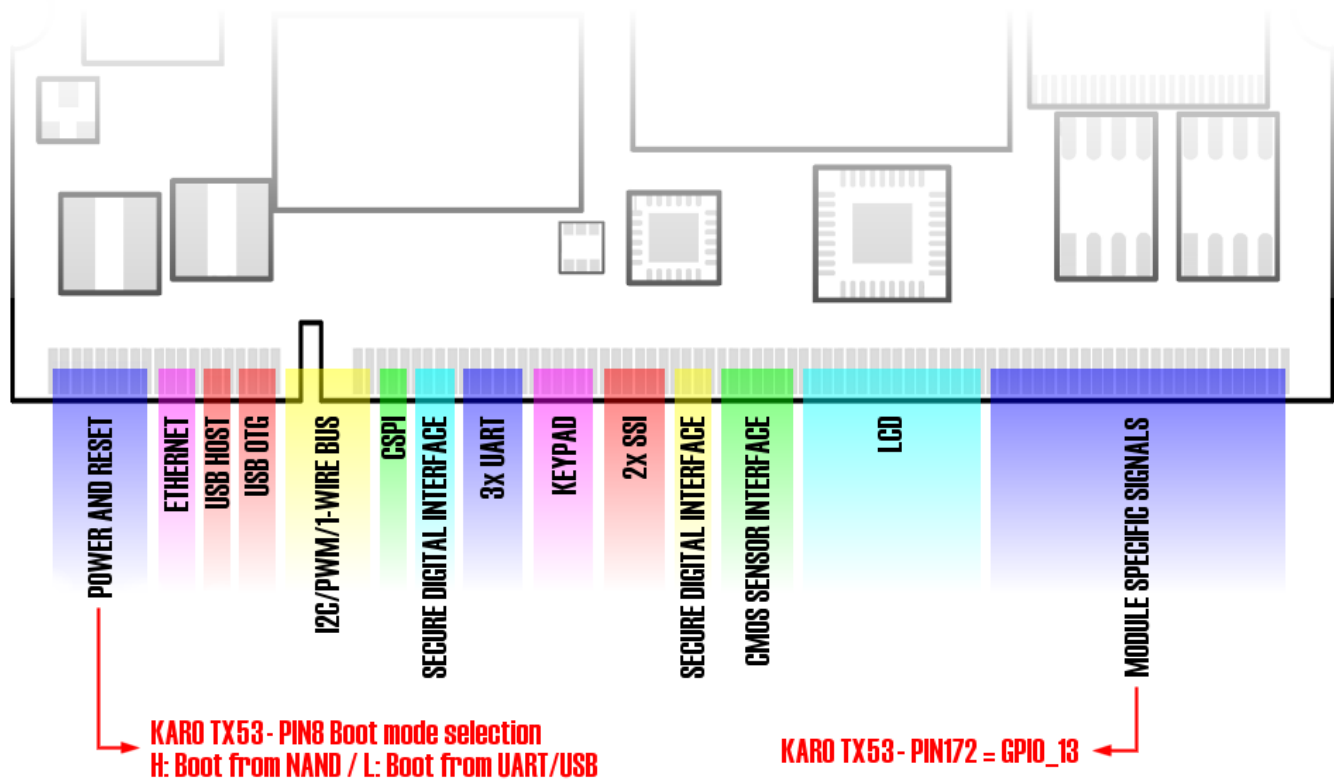 POWER AND RESET
ETHERNET
USB HOST
USB OTG
I2C/PWM/1-WIRE BUS
CSPI
SECURE DIGITAL INTERFACE
3x UART
KEYPAD
2x SSI
SECURE DIGITAL INTERFACE
CMOS SENSOR INTERFACE
LCD
MODULE SPECIFIC SIGNALS
KARO TX53 - PIN8 Boot mode selection
H: Boot from NAND / L: Boot from UART/USB
KARO TX53 - PIN172 = GPIO_13